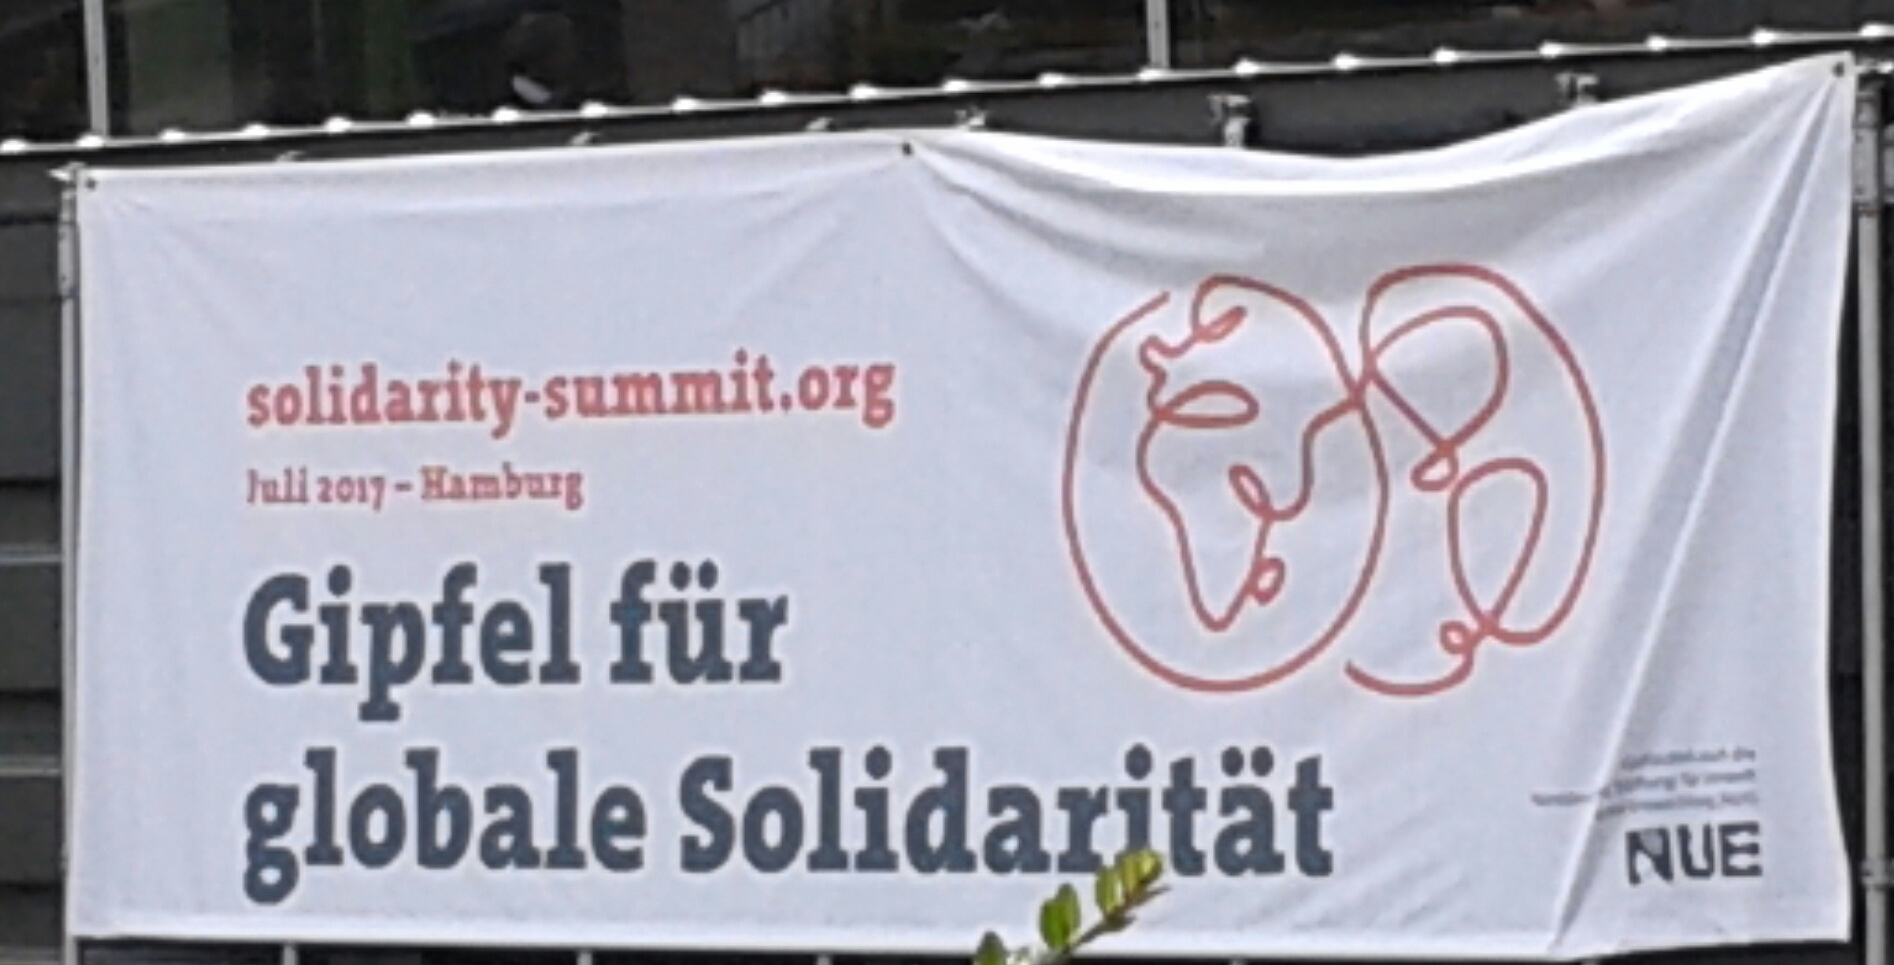 solidarity-summit.org
Juli 2017 – Hamburg
Gipfel für
globale Solidarität
NUE